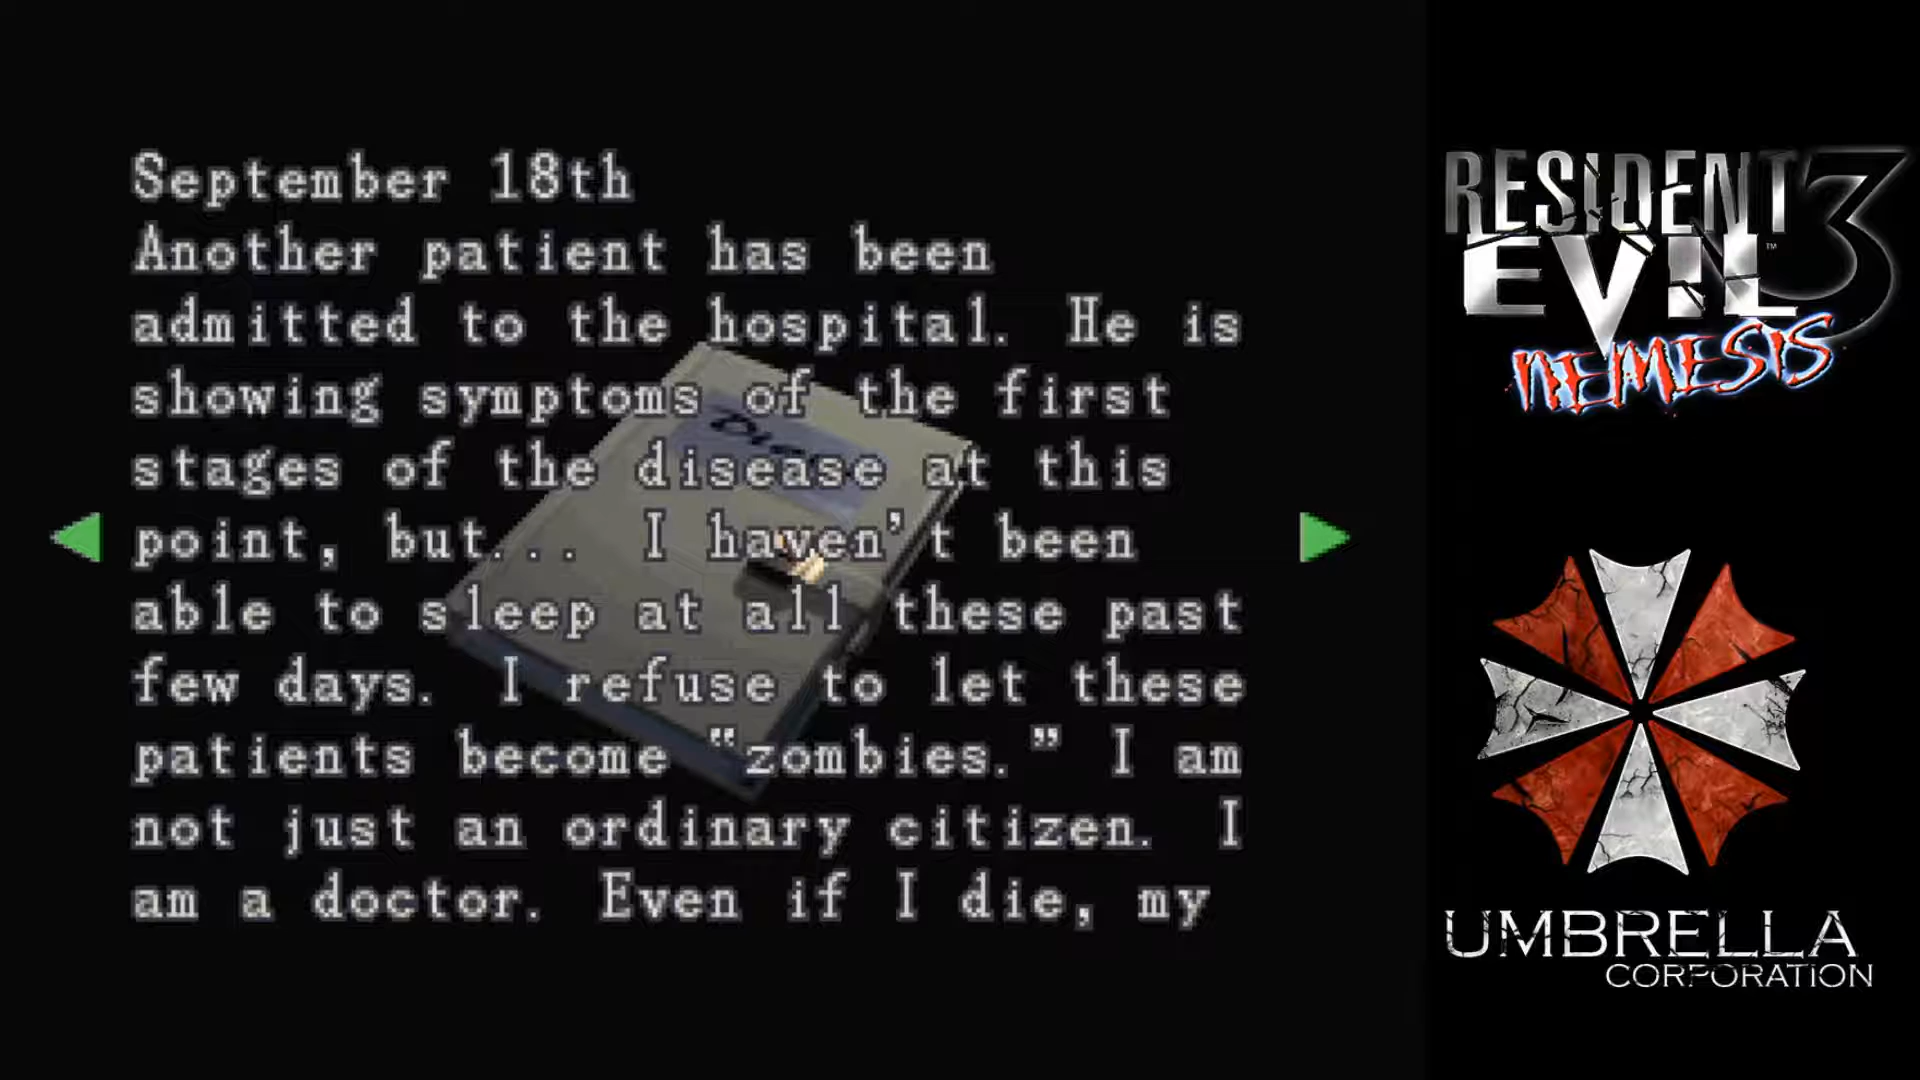 September 18th
Another patient has been
admitted to the hospital. He is
showing symptoms of the first
stages of the disease at this
point, but... I haven't been
able to sleep at all these past
few days. I refuse to let these
patients become "zombies." I am
not just an ordinary citizen. I
am a doctor. Even if I die, my
RESIDENT
EVIL 3
™
NEMESIS
UMBRELLA
CORPORATION